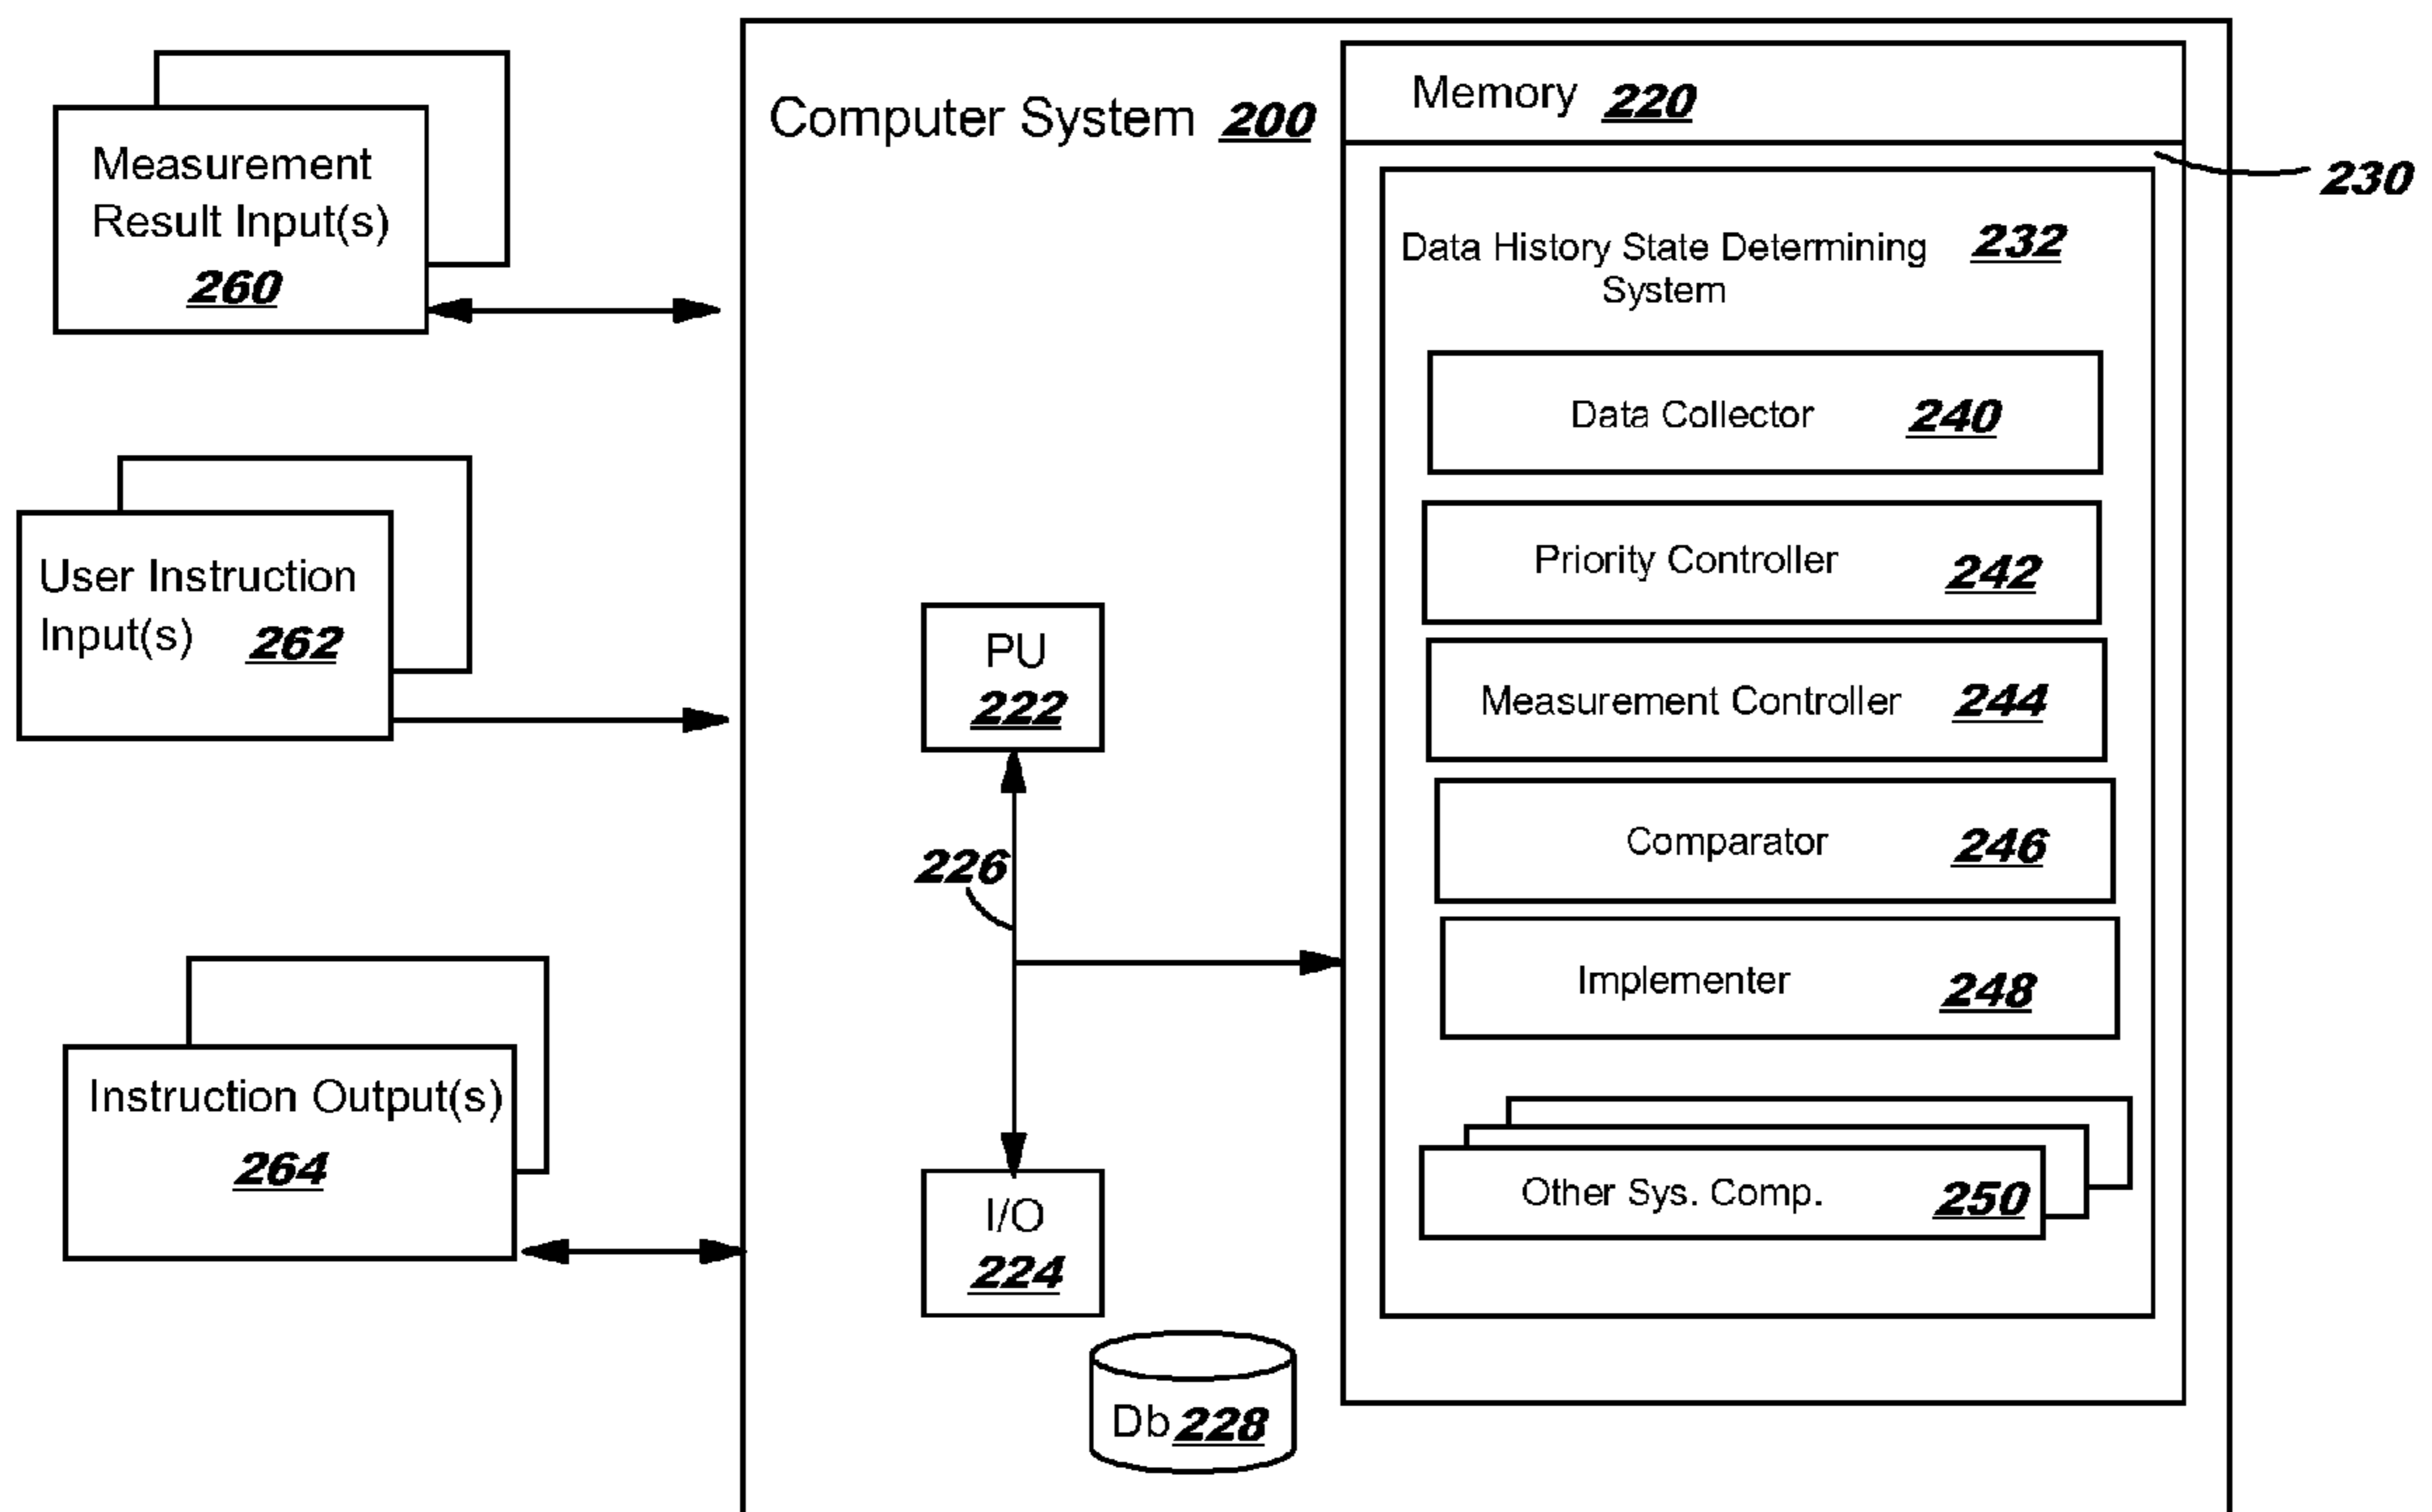 Measurement
Result Input(s)
260
User Instruction
Input(s) 262
Instruction Output(s)
264
Computer System 200
PU
222
226
I/O
224
Db 228
Memory 220
230
Data History State Determining 232
System
Data Collector 240
Priority Controller 242
Measurement Controller 244
Comparator 246
Implementer 248
Other Sys. Comp. 250